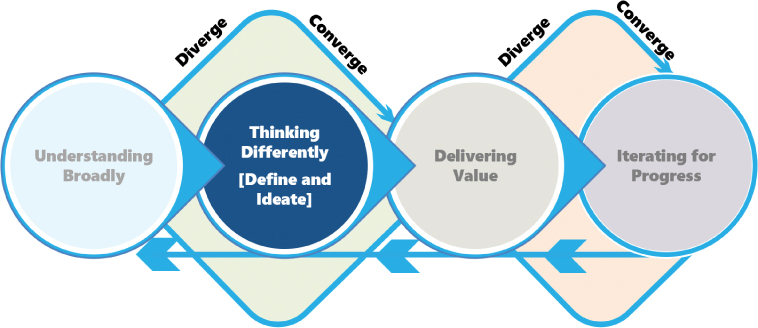 Diverge
Converge
Diverge
Converge
Understanding
Broadly
Thinking
Differently
[Define and
Ideate]
Delivering
Value
Iterating for
Progress